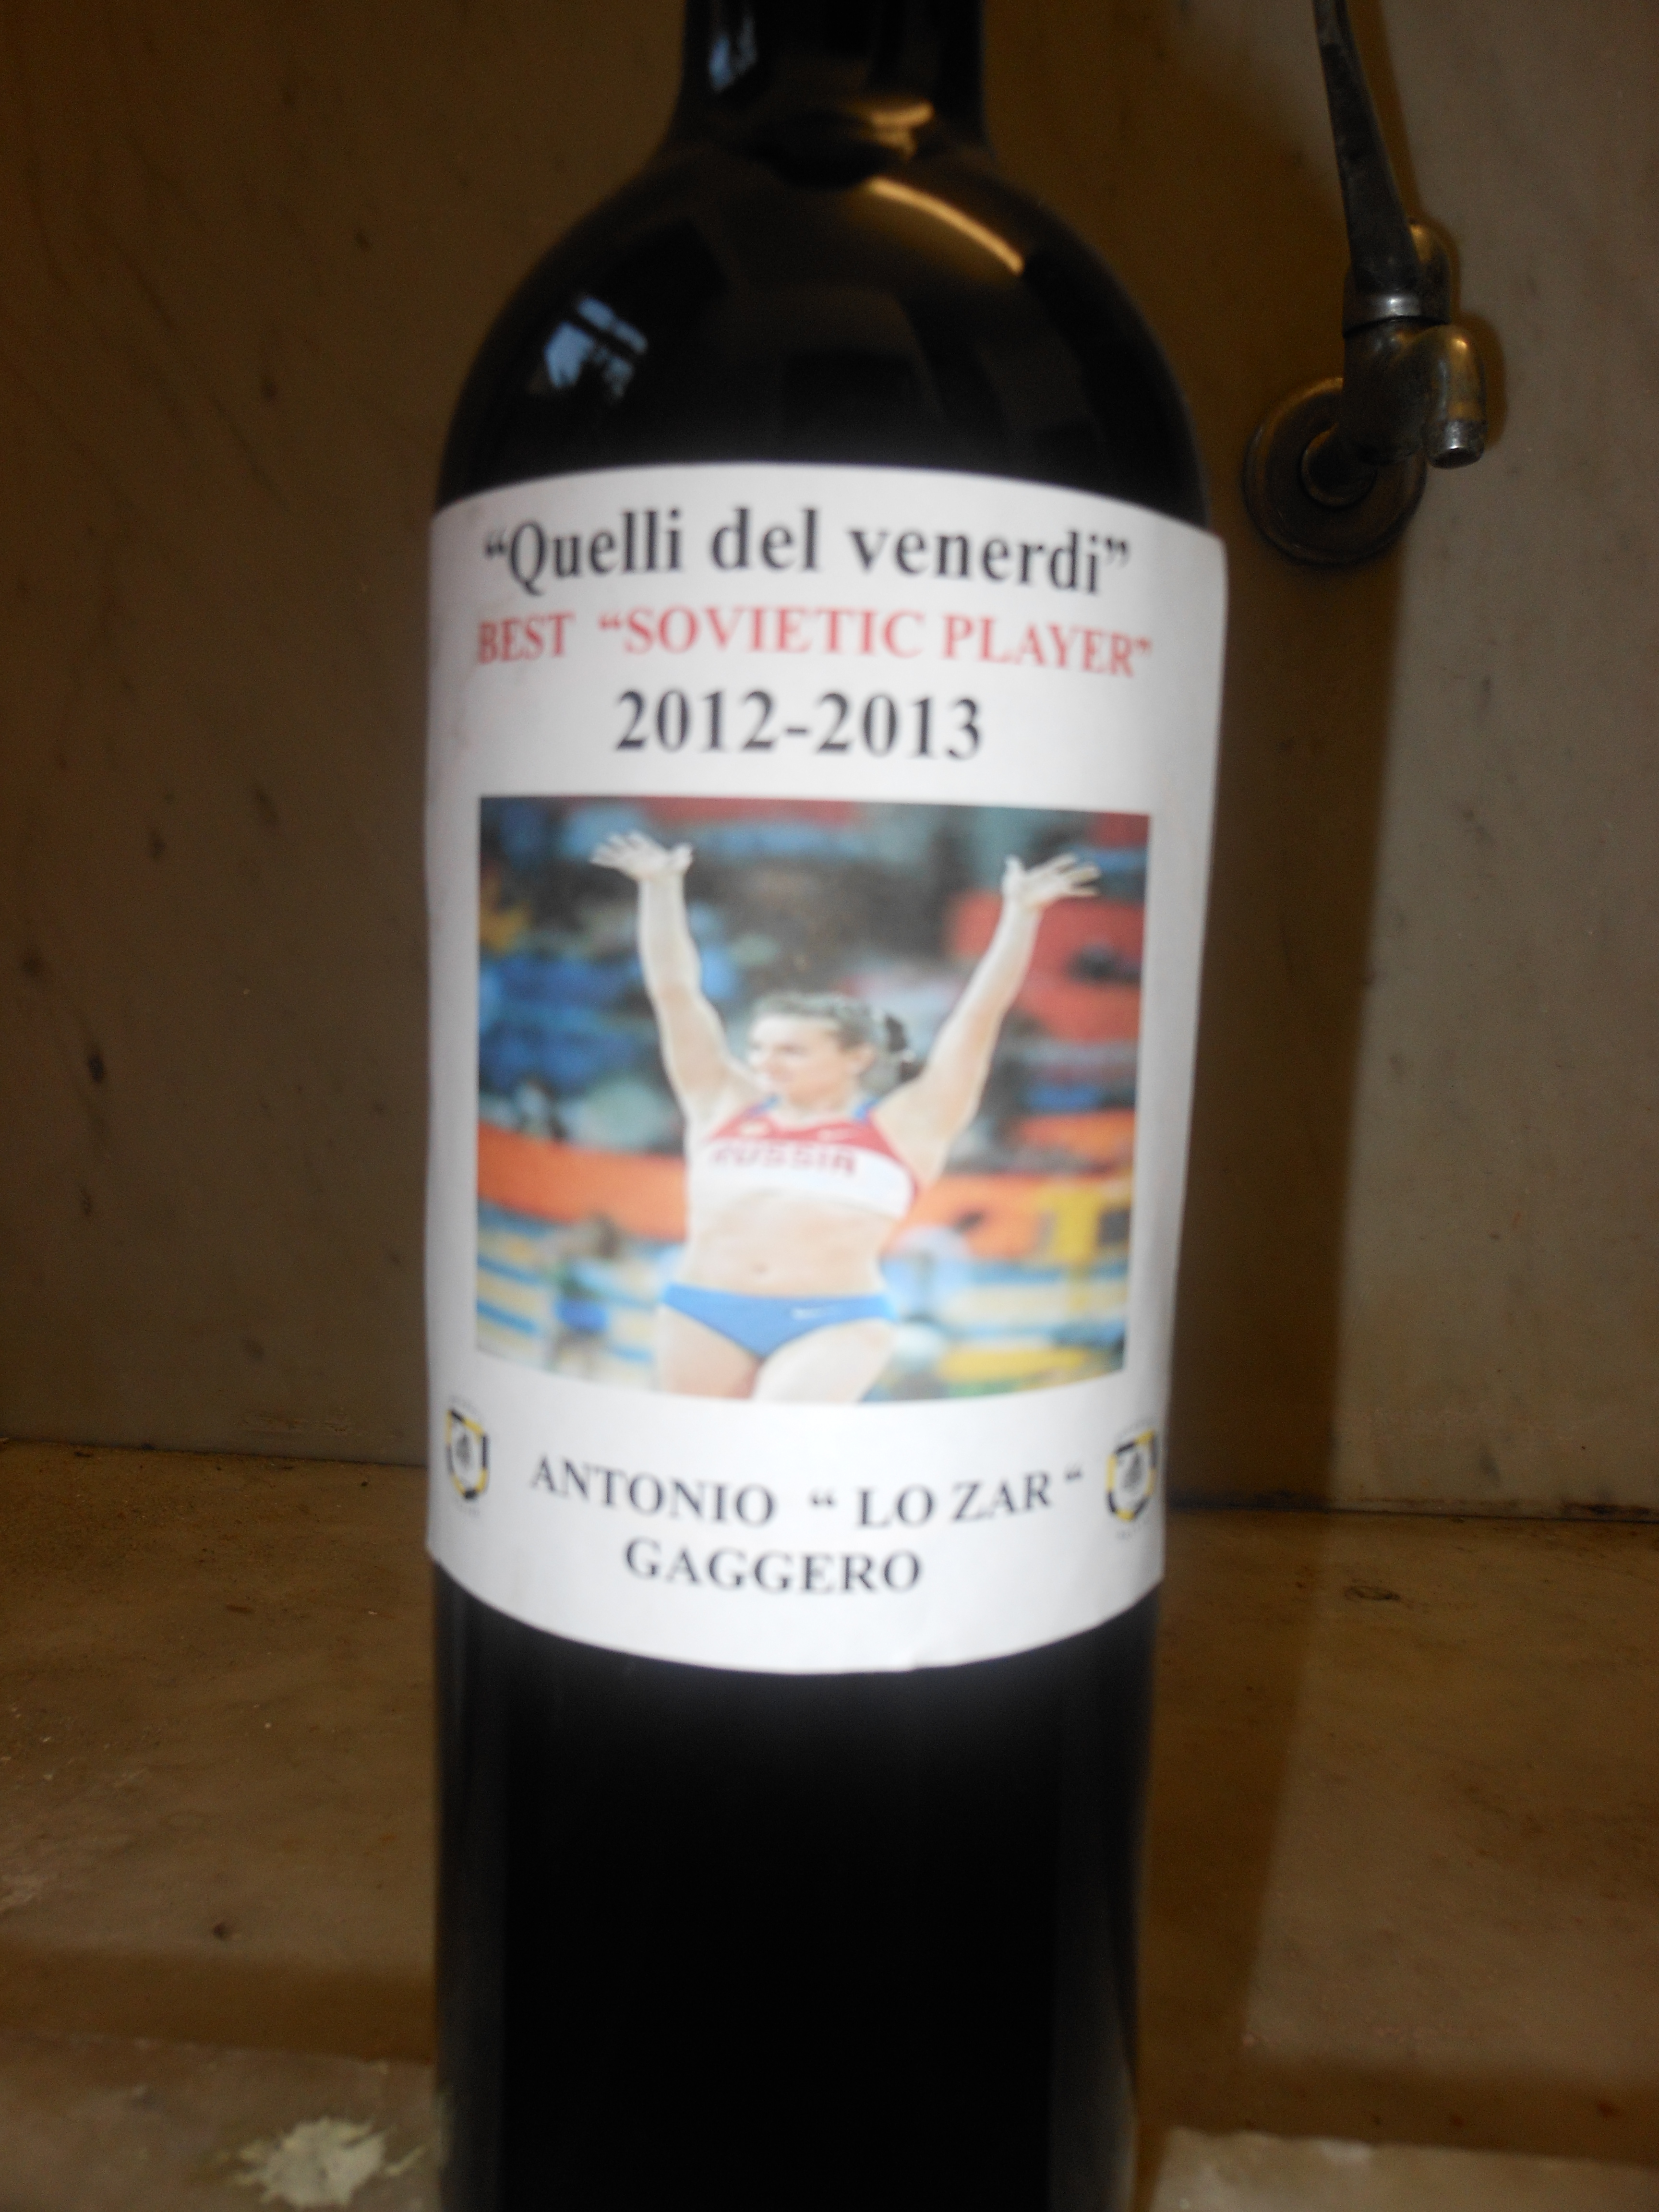 “Quelli del venerdi”
BEST “SOVIETIC PLAYER”
2012-2013
RUSSIA
ANTONIO “ LO ZAR “
GAGGERO